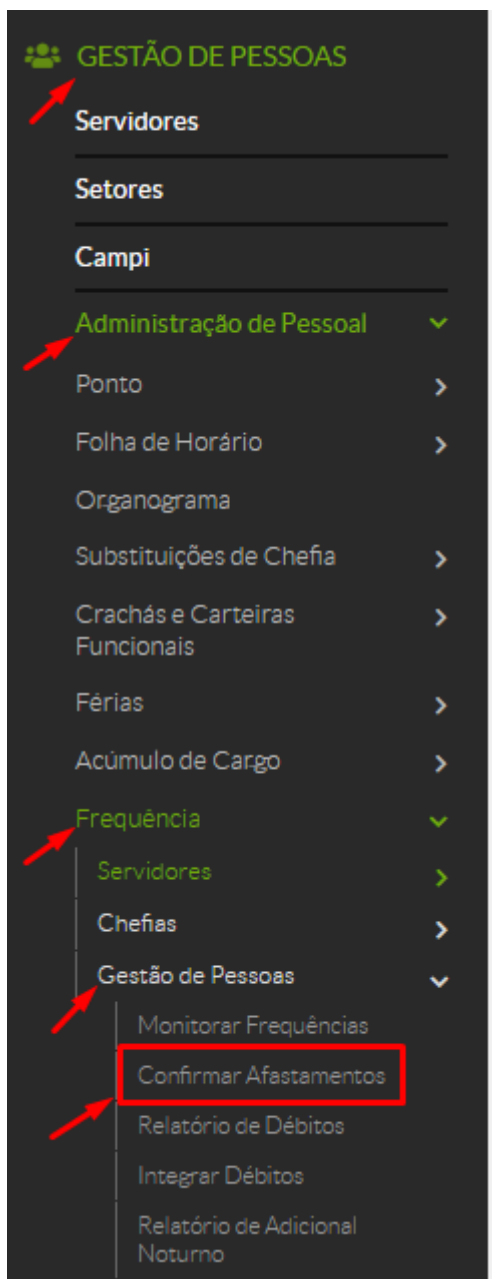 GESTÃO DE PESSOAS
Servidores
Setores
Campi
Administração de Pessoal
Ponto
Folha de Horário
Organograma
Substituições de Chefia
Crachás e Carteiras
Funcionais
Férias
Acúmulo de Cargo
Frequência
Servidores
Chefias
Gestão de Pessoas
Monitorar Frequências
Confirmar Afastamentos
Relatório de Débitos
Integrar Débitos
Relatório de Adicional
Noturno